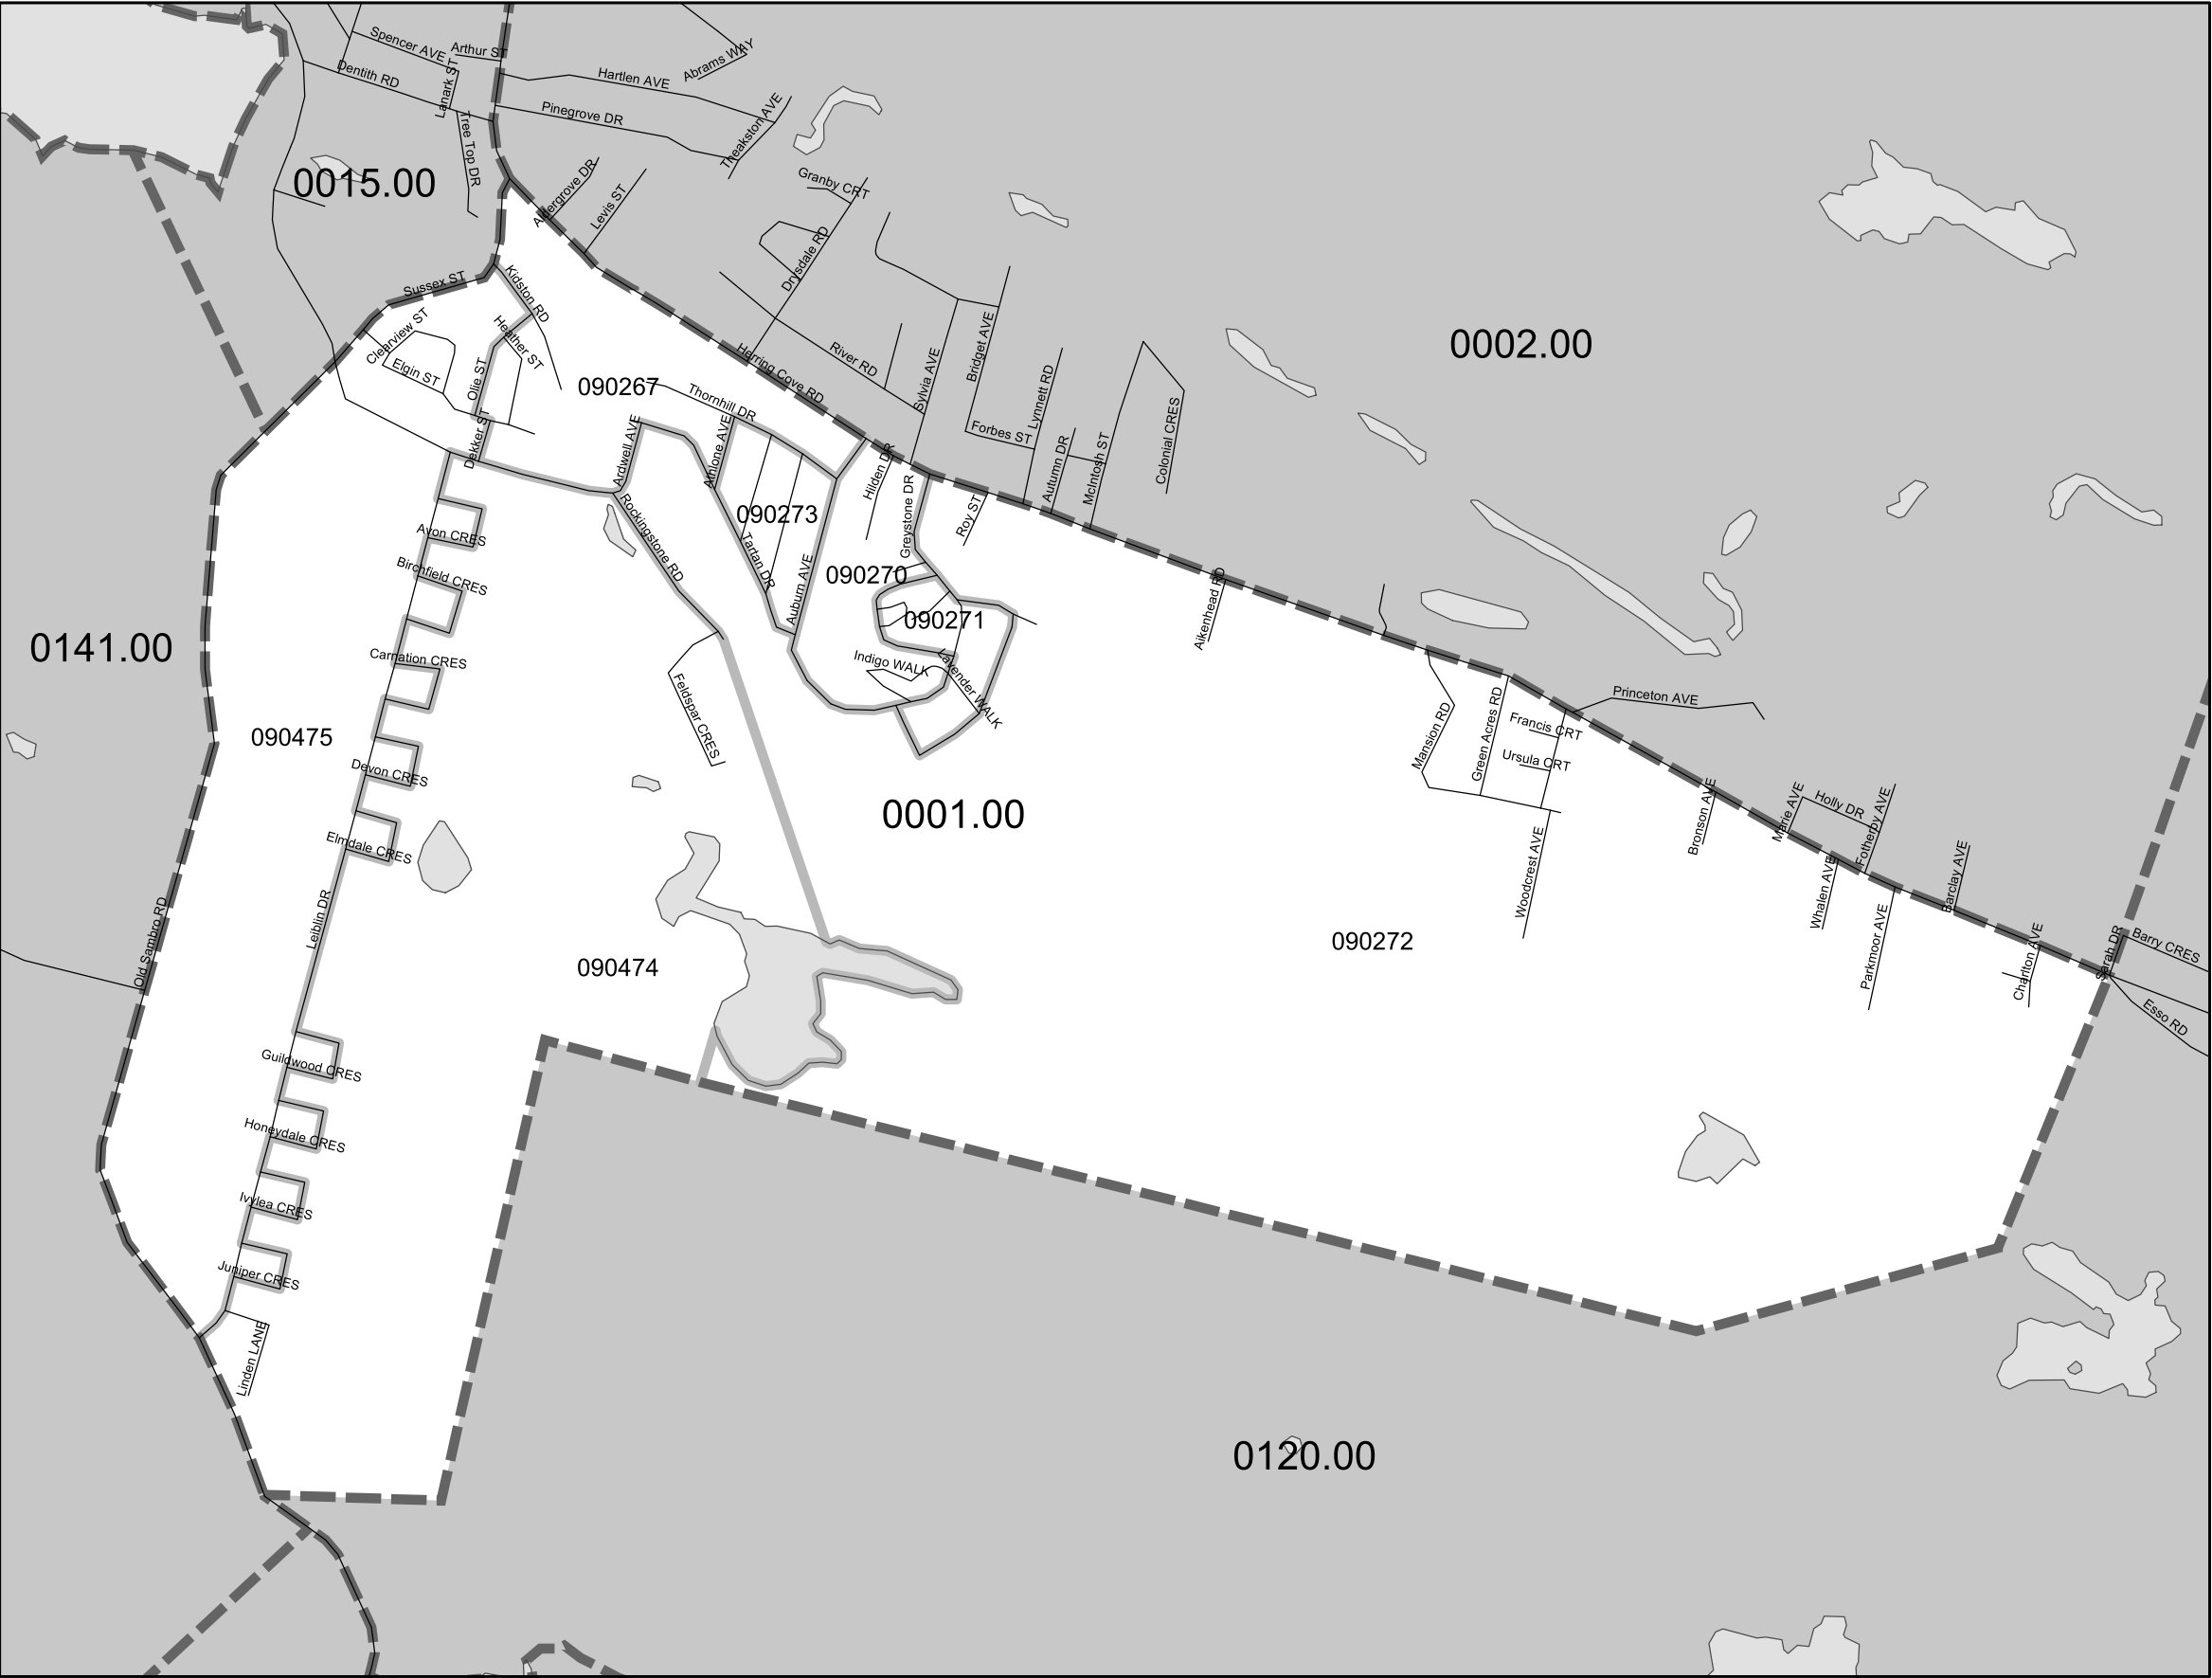 Spencer AVE
Arthur ST
Abrams WAY
Dentith RD
Lanark ST
Hartlen AVE
Pinegrove DR
Tree Top DR
Theakston AVE
0015.00
Aldergrove DR
Levis ST
Granby CRT
Drysdale RD
Sussex ST
Kidston RD
Clearview ST
Heather ST
Elgin ST
Ollie ST
090267
Herring Cove RD
River RD
Sylvia AVE
Bridget AVE
0002.00
Thornhill DR
Lynnett RD
Forbes ST
Dekker ST
Ardwell AVE
Athlone AVE
Hilden DR
Autumn DR
McIntosh ST
Colonial CRES
Rockingstone RD
090273
Greystone DR
Roy ST
Avon CRES
Birchfield CRES
Tartan DR
Auburn AVE
090270
090271
Aikenhead RD
0141.00
Carnation CRES
Indigo WALK
Lavender WALK
Feldspar CRES
090475
Devon CRES
Princeton AVE
Mansion RD
Green Acres RD
Francis CRT
Ursula CRT
0001.00
Elmdale CRES
Bronson AVE
Marie AVE
Holly DR
Fotherby AVE
Woodcrest AVE
Whalen AVE
Barclay AVE
Old Sambro RD
Leiblin DR
090474
090272
Parkmoor AVE
Charlton AVE
Sarah DR
Barry CRES
Esso RD
Guildwood CRES
Honeydale CRES
Ivylea CRES
Juniper CRES
Linden LANE
0120.00